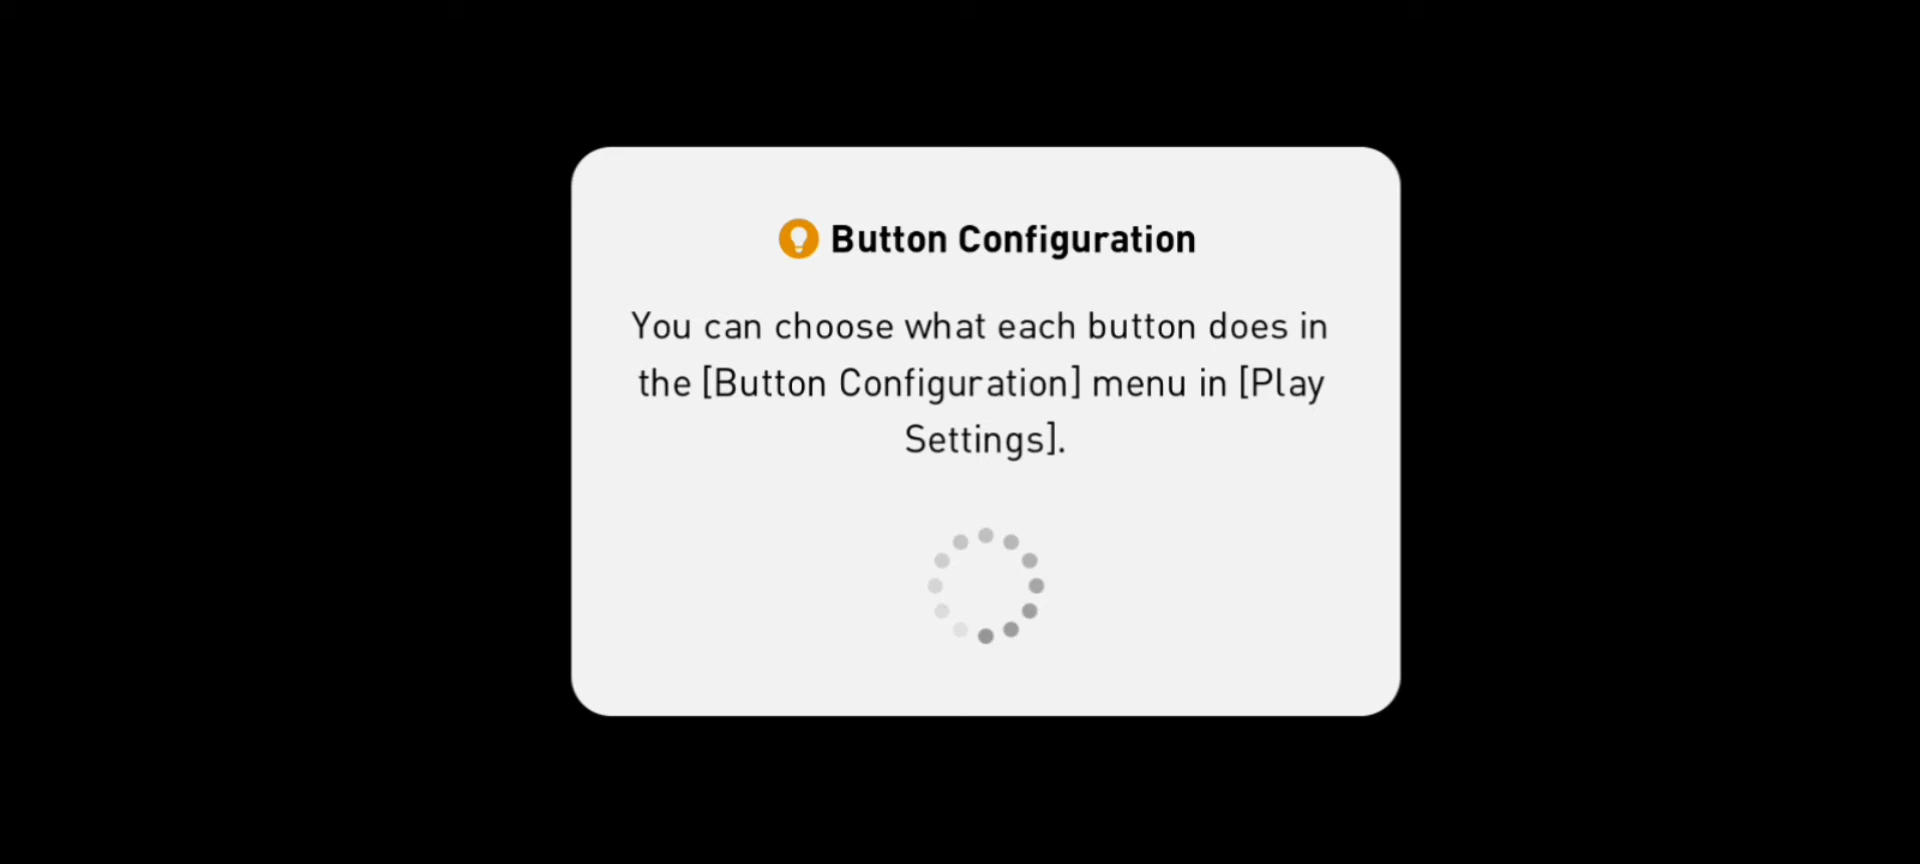 Button Configuration
You can choose what each button does in
the [Button Configuration] menu in [Play
Settings].